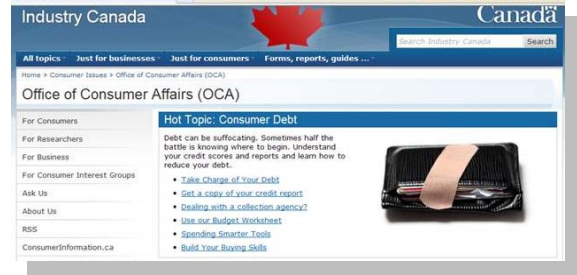 Industry Canada
Canada
Search Industry Canada
Search
All topics
Just for businesses
Just for consumers
Forms, reports, guides ...
Home > Consumer Issues > Office of Consumer Affairs (OCA)
Office of Consumer Affairs (OCA)
For Consumers
For Researchers
For Business
For Consumer Interest Groups
Ask Us
About Us
RSS
ConsumerInformation.ca
Hot Topic: Consumer Debt
Debt can be suffocating. Sometimes half the
battle is knowing where to begin. Understand
your credit scores and reports and learn how to
reduce your debt.
• Take Charge of Your Debt
• Get a copy of your credit report
• Dealing with a collection agency?
• Use our Budget Worksheet
• Spending Smarter Tools
• Build Your Buying Skills